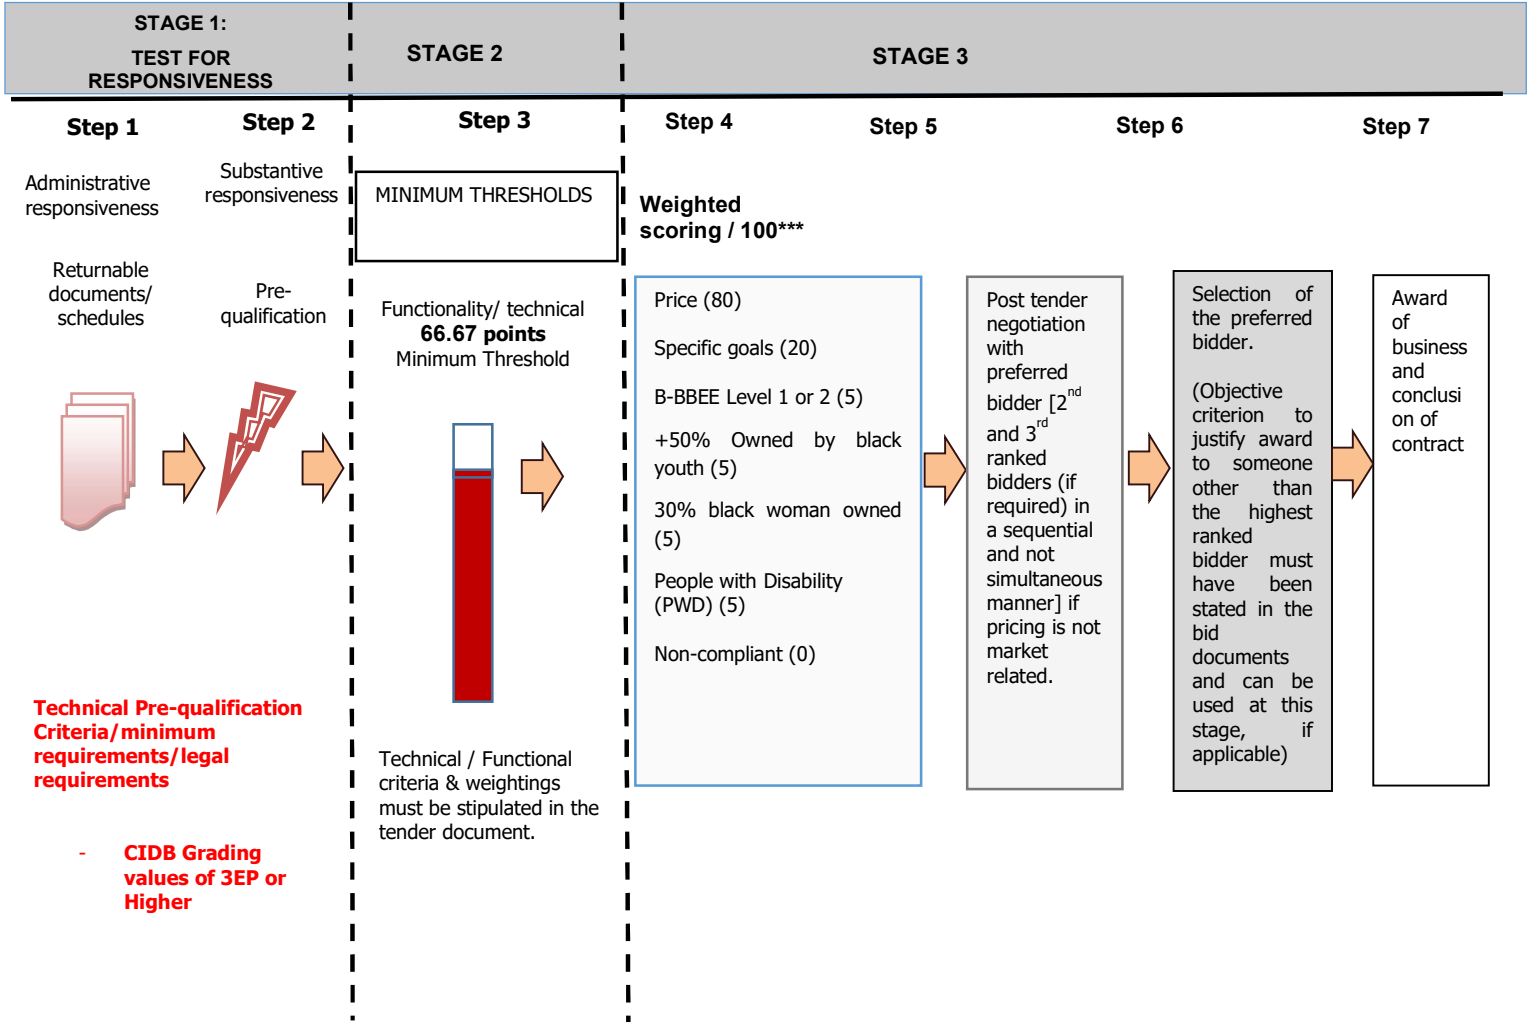 STAGE 1:
TEST FOR
RESPONSIVENESS
STAGE 2
STAGE 3
Step 1
Step 2
Step 3
Step 4
Step 5
Step 6
Step 7
Administrative
responsiveness
Returnable
documents/
schedules
Substantive
responsiveness
Pre-
qualification
Technical Pre-qualification
Criteria/minimum
requirements/legal
requirements
- CIDB Grading
values of 3EP or
Higher
MINIMUM THRESHOLDS
Functionality/ technical
66.67 points
Minimum Threshold
Technical / Functional
criteria & weightings
must be stipulated in the
tender document.
Weighted
scoring / 100***
Price (80)
Specific goals (20)
B-BBEE Level 1 or 2 (5)
+50% Owned by black
youth (5)
30% black woman owned
(5)
People with Disability
(PWD) (5)
Non-compliant (0)
Post tender
negotiation
with
preferred
bidder [2nd
and 3rd
ranked
bidders (if
required) in
a sequential
and not
simultaneous
manner] if
pricing is not
market
related.
Selection of
the preferred
bidder.
(Objective
criterion to
justify award
to someone
other than
the highest
ranked
bidder must
have been
stated in the
bid
documents
and can be
used at this
stage, if
applicable)
Award
of
business
and
conclusi
on of
contract